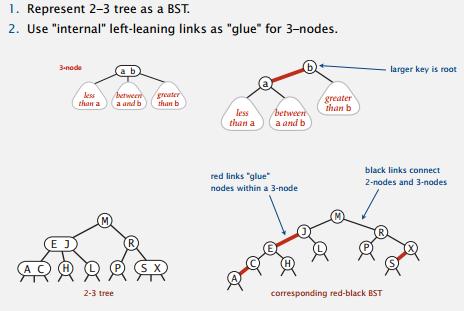 1. Represent 2–3 tree as a BST.
2. Use "internal" left-leaning links as "glue" for 3–nodes.
3-node
a b
less
than a
between
a and b
greater
than b
b
a
larger key is root
less
than a
between
a and b
greater
than b
red links "glue"
nodes within a 3-node
black links connect
2-nodes and 3-nodes
M
E J
R
A C
H
L
P
S X
2-3 tree
M
J
R
E
L
P
X
C
H
S
A
corresponding red-black BST